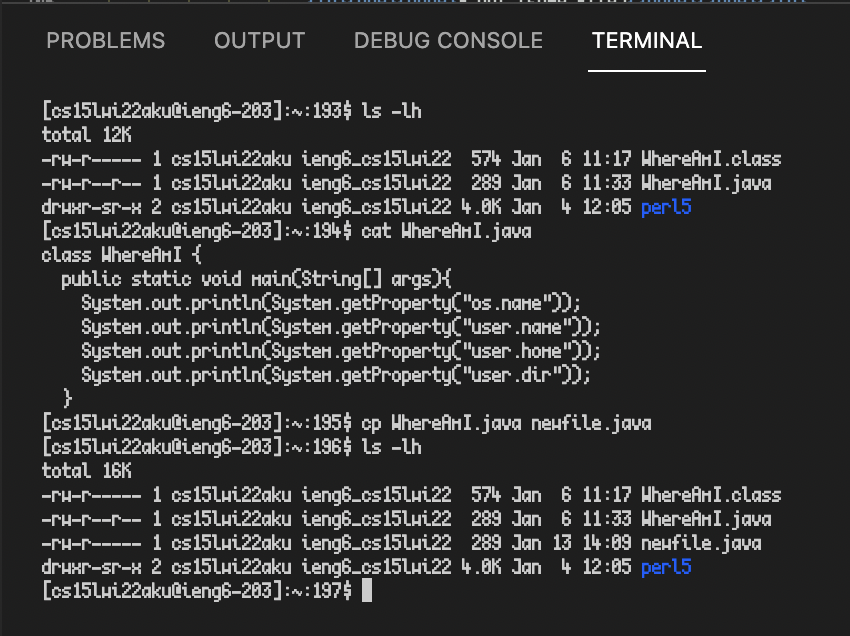 PROBLEMS OUTPUT DEBUG CONSOLE TERMINAL
[cs15lwi22aku@ieng6-203]:~:193$ ls -lh
total 12K
-rw-r----- 1 cs15lwi22aku ieng6_cs15lwi22  574 Jan  6 11:17 WhereAmI.class
-rw-r--r-- 1 cs15lwi22aku ieng6_cs15lwi22  289 Jan  6 11:33 WhereAmI.java
drwxr-sr-x 2 cs15lwi22aku ieng6_cs15lwi22 4.0K Jan  4 12:05 perl5
[cs15lwi22aku@ieng6-203]:~:194$ cat WhereAmI.java
class WhereAmI {
  public static void main(String[] args){
    System.out.println(System.getProperty("os.name"));
    System.out.println(System.getProperty("user.name"));
    System.out.println(System.getProperty("user.home"));
    System.out.println(System.getProperty("user.dir"));
  }
[cs15lwi22aku@ieng6-203]:~:195$ cp WhereAmI.java newfile.java
[cs15lwi22aku@ieng6-203]:~:196$ ls -lh
total 16K
-rw-r----- 1 cs15lwi22aku ieng6_cs15lwi22  574 Jan  6 11:17 WhereAmI.class
-rw-r--r-- 1 cs15lwi22aku ieng6_cs15lwi22  289 Jan  6 11:33 WhereAmI.java
-rw-r----- 1 cs15lwi22aku ieng6_cs15lwi22  289 Jan 13 14:09 newfile.java
drwxr-sr-x 2 cs15lwi22aku ieng6_cs15lwi22 4.0K Jan  4 12:05 perl5
[cs15lwi22aku@ieng6-203]:~:197$